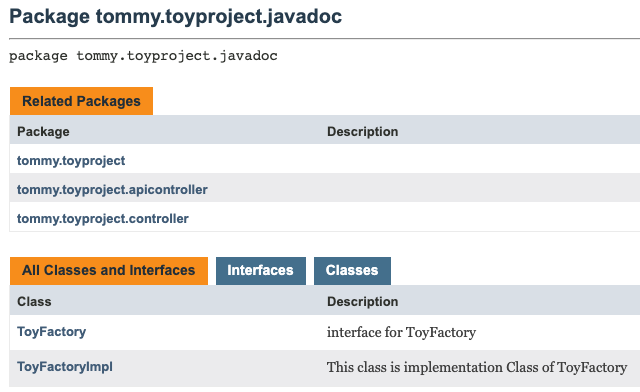 Package tommy.toyproject.javadoc
package tommy.toyproject.javadoc
Related Packages
Package Description
tommy.toyproject
tommy.toyproject.apicontroller
tommy.toyproject.controller
All Classes and Interfaces Interfaces Classes
Class Description
ToyFactory interface for ToyFactory
ToyFactoryImpl This class is implementation Class of ToyFactory